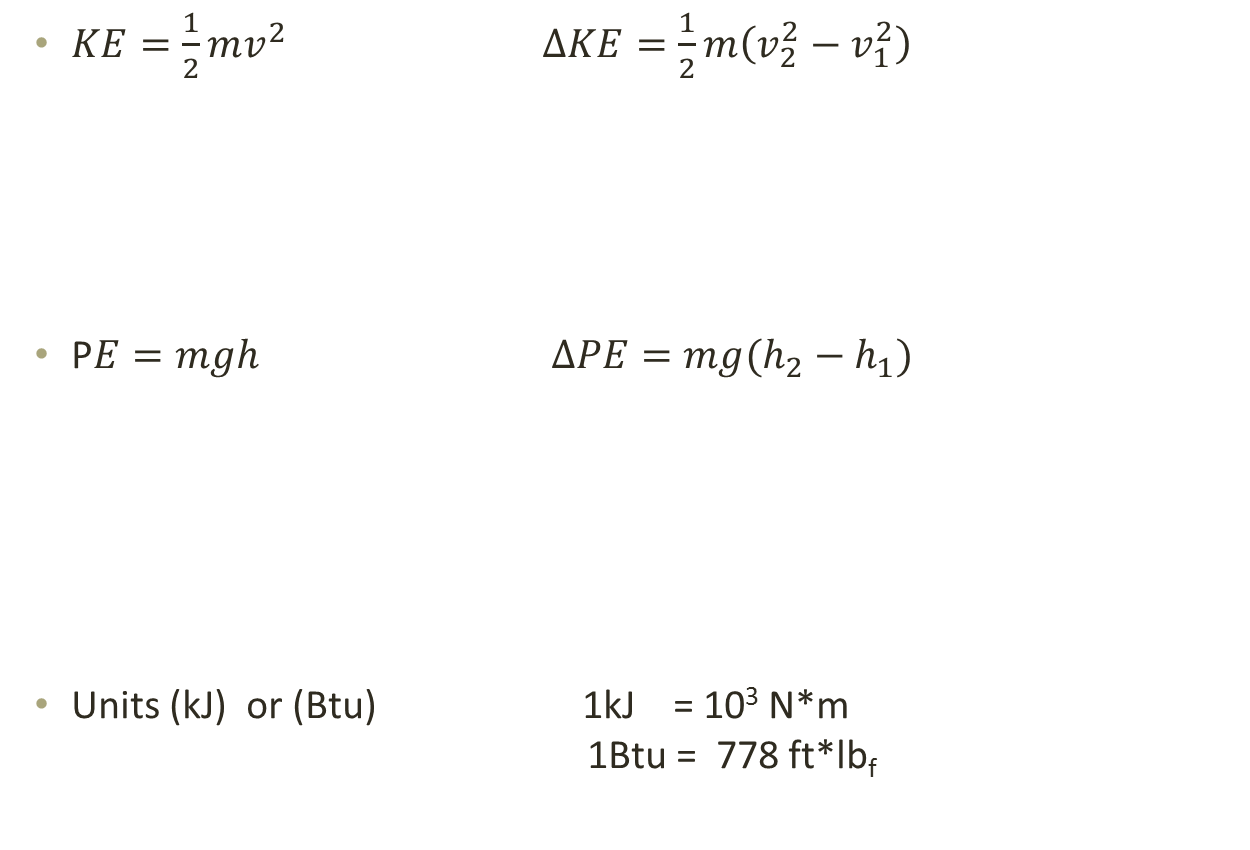 • KE = ½mv² ΔKE = ½m(v₂² − v₁²)
• PE = mgh ΔPE = mg(h₂ − h₁)
• Units (kJ) or (Btu) 1kJ = 10³ N*m
1Btu = 778 ft*lb_f